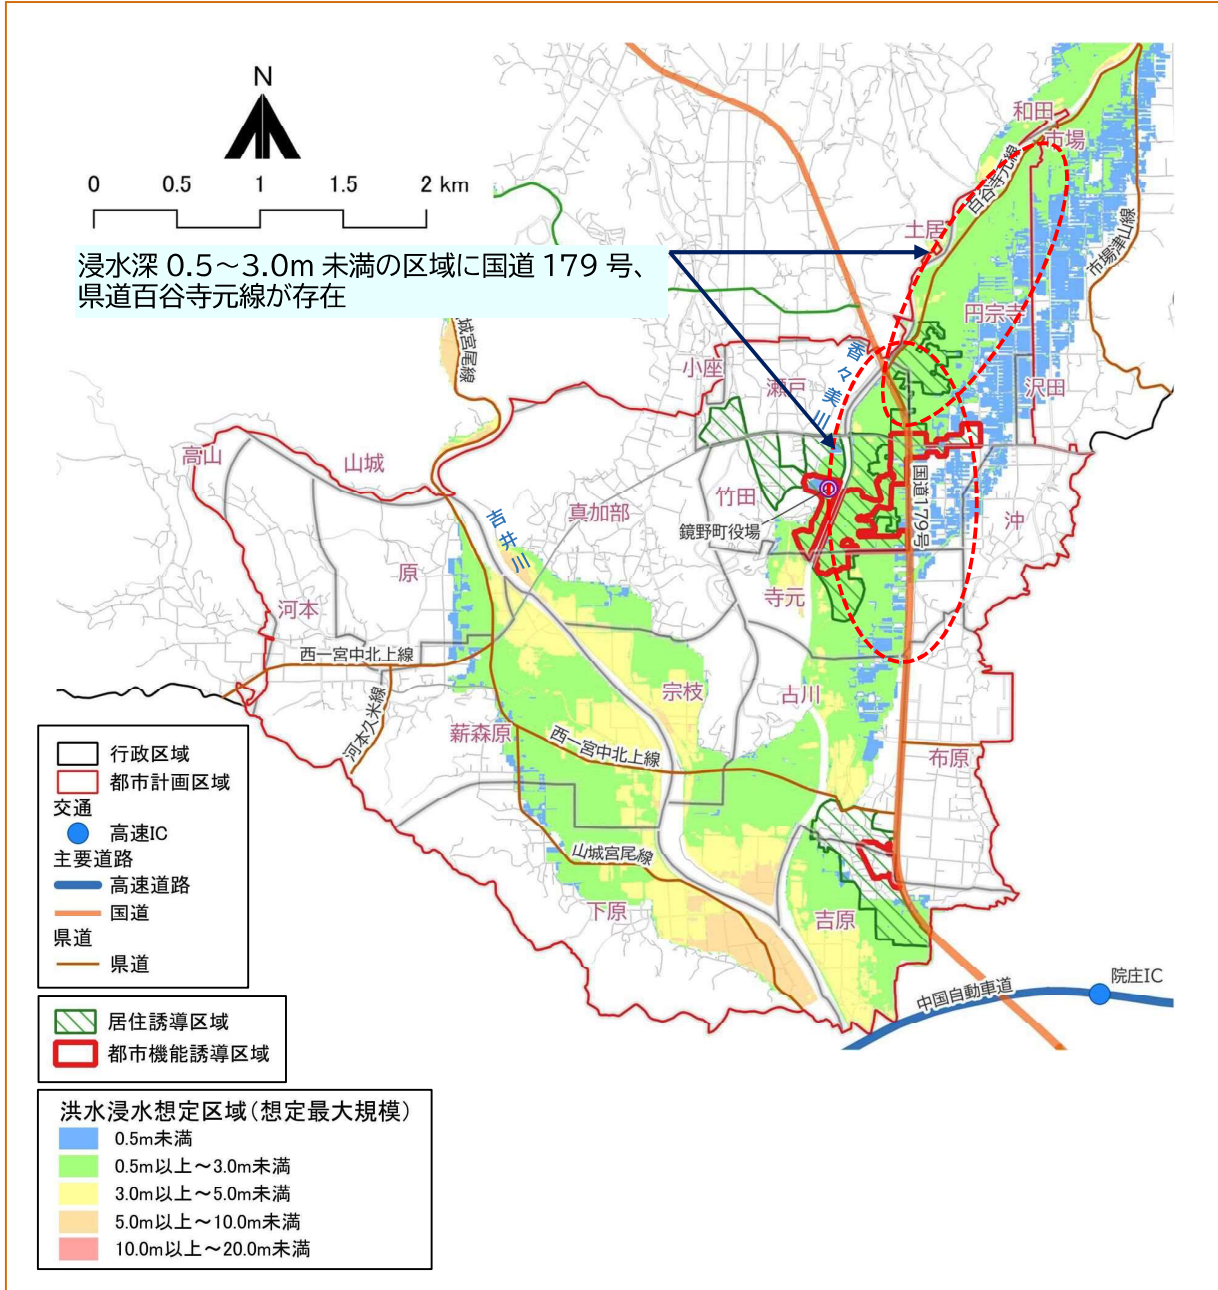 N
0 0.5 1 1.5 2 km
浸水深 0.5～3.0m 未満の区域に国道 179 号、
県道百谷寺元線が存在
和田
市場
百谷寺元線
土居
市場津山線
円宗寺
城宮尾線
小座
瀬戸
香々美川
沢田
高山
山城
竹田
国道179号
吉井川
真加部
鏡野町役場
沖
原
河本
寺元
西一宮中北上線
宗枝
古川
河本久米線
薪森原
西一宮中北上線
布原
山城宮尾線
下原
吉原
中国自動車道
院庄IC
行政区域
都市計画区域
交通
高速IC
主要道路
高速道路
国道
県道
県道
居住誘導区域
都市機能誘導区域
洪水浸水想定区域（想定最大規模）
0.5m未満
0.5m以上～3.0m未満
3.0m以上～5.0m未満
5.0m以上～10.0m未満
10.0m以上～20.0m未満